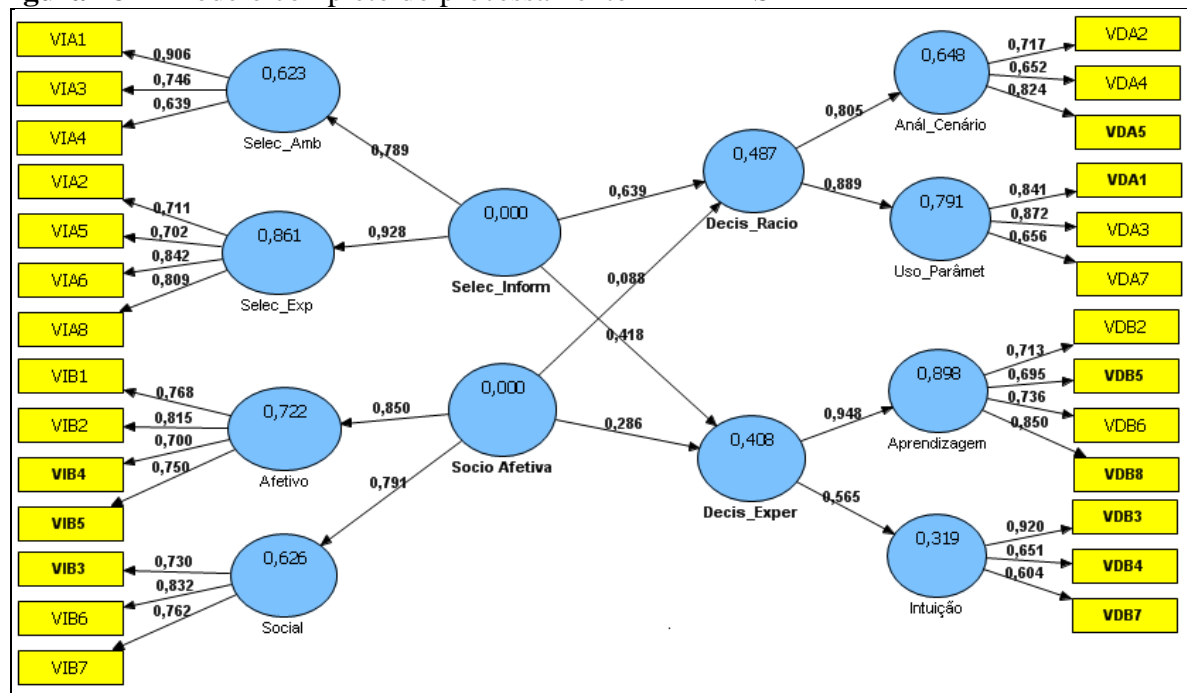 VIA1
VIA3
VIA4
0,906
0,746
0,639
0,623
Selec_Amb
VIA2
VIA5
VIA6
VIA8
0,711
0,702
0,842
0,809
0,861
Selec_Exp
VIB1
VIB2
VIB4
VIB5
0,768
0,815
0,700
0,750
0,722
Afetivo
VIB3
VIB6
VIB7
0,730
0,832
0,762
0,626
Social
0,789
0,928
0,000
Selec_Inform
0,850
0,791
0,000
Socio Afetiva
0,639
0,088
0,418
0,286
0,487
Decis_Racio
0,408
Decis_Exper
0,805
0,889
0,948
0,565
0,648
Anál_Cenário
0,717
0,652
0,824
VDA2
VDA4
VDA5
0,791
Uso_Parâmet
0,841
0,872
0,656
VDA1
VDA3
VDA7
0,898
Aprendizagem
0,713
0,695
0,736
0,850
VDB2
VDB5
VDB6
VDB8
0,319
Intuição
0,920
0,651
0,604
VDB3
VDB4
VDB7